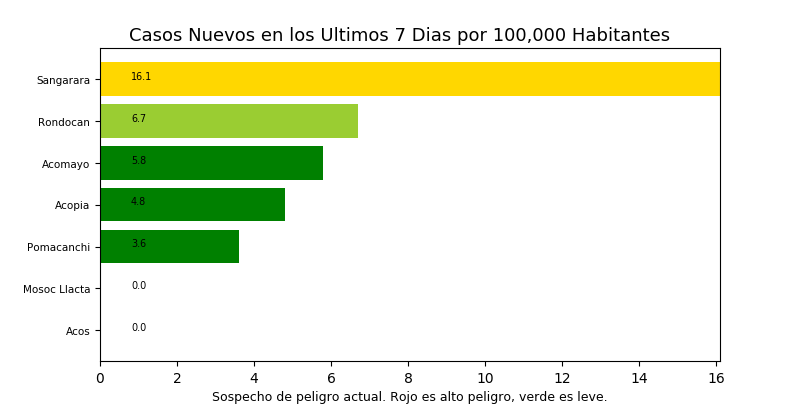 Casos Nuevos en los Ultimos 7 Dias por 100,000 Habitantes
Sangarara 16.1
Rondocan 6.7
Acomayo 5.8
Acopia 4.8
Pomacanchi 3.6
Mosoc Llacta 0.0
Acos 0.0
0 2 4 6 8 10 12 14 16
Sospecho de peligro actual. Rojo es alto peligro, verde es leve.